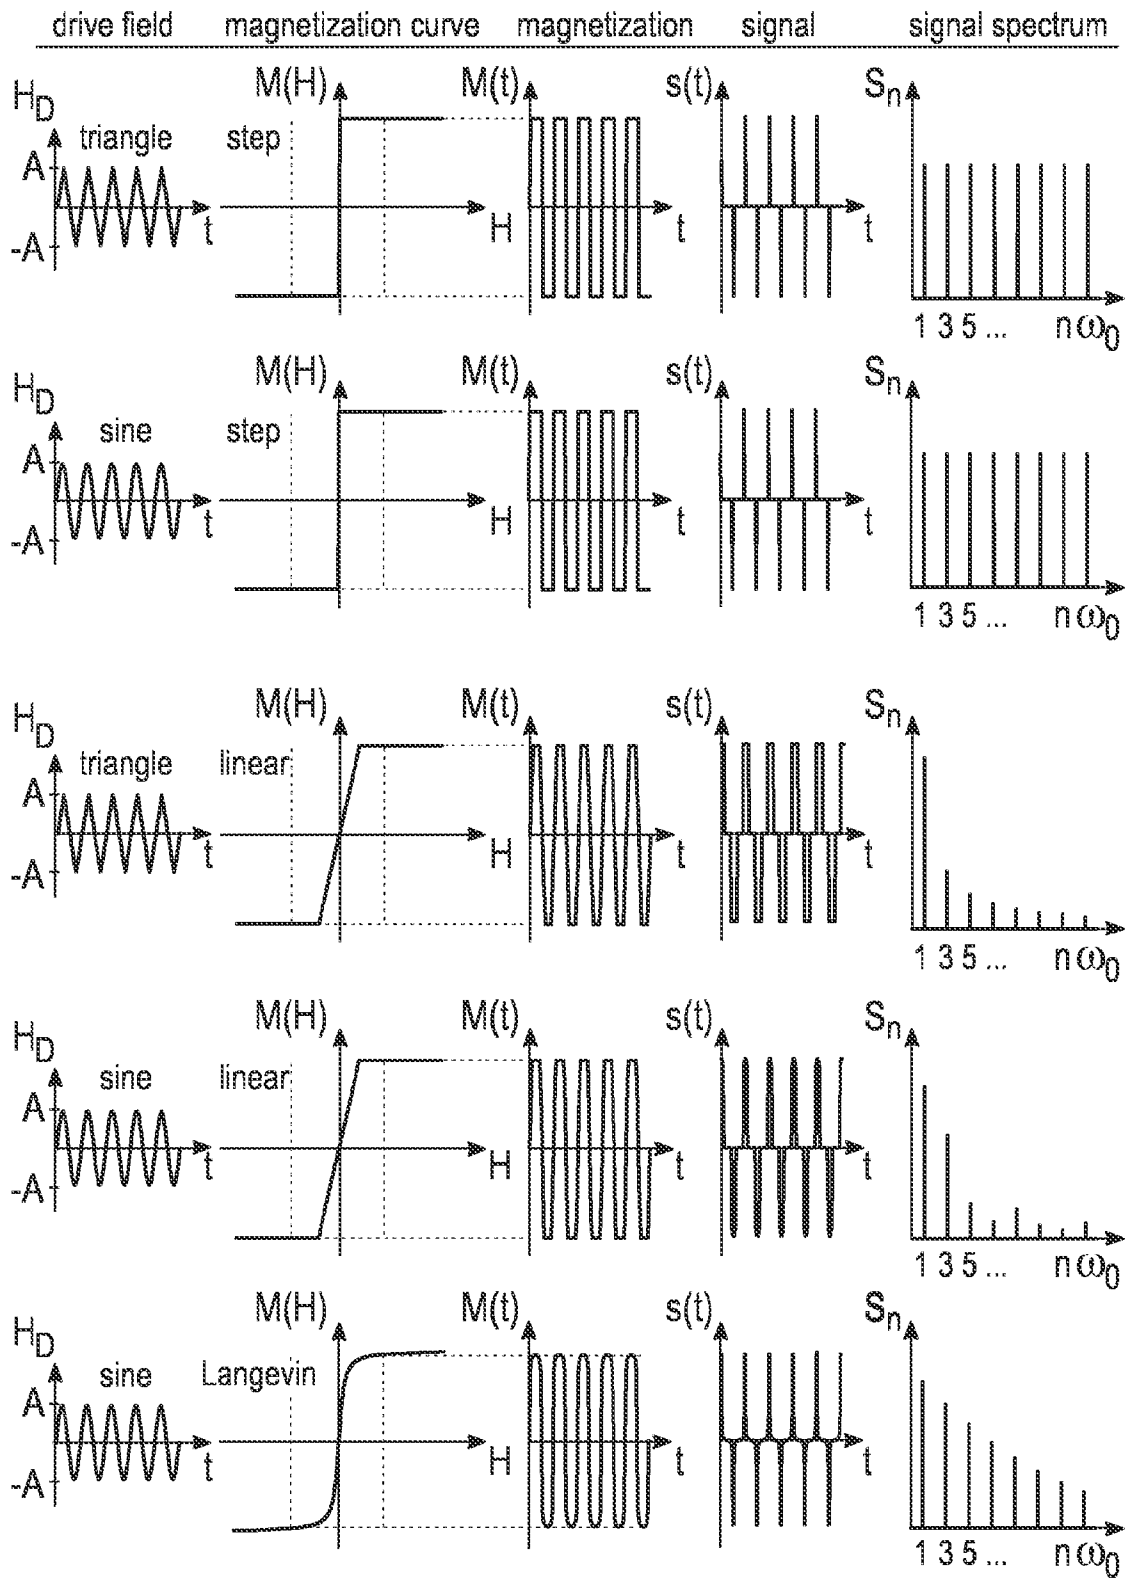 drive field magnetization curve magnetization signal signal spectrum
H_D M(H) M(t) s(t) S_n
triangle step
A
-A
t H t t
1 3 5 ... nω_0
H_D M(H) M(t) s(t) S_n
sine step
A
-A
t H t t
1 3 5 ... nω_0
H_D M(H) M(t) s(t) S_n
triangle linear
A
-A
t H t t
1 3 5 ... nω_0
H_D M(H) M(t) s(t) S_n
sine linear
A
-A
t H t t
1 3 5 ... nω_0
H_D M(H) M(t) s(t) S_n
sine Langevin
A
-A
t H t t
1 3 5 ... nω_0